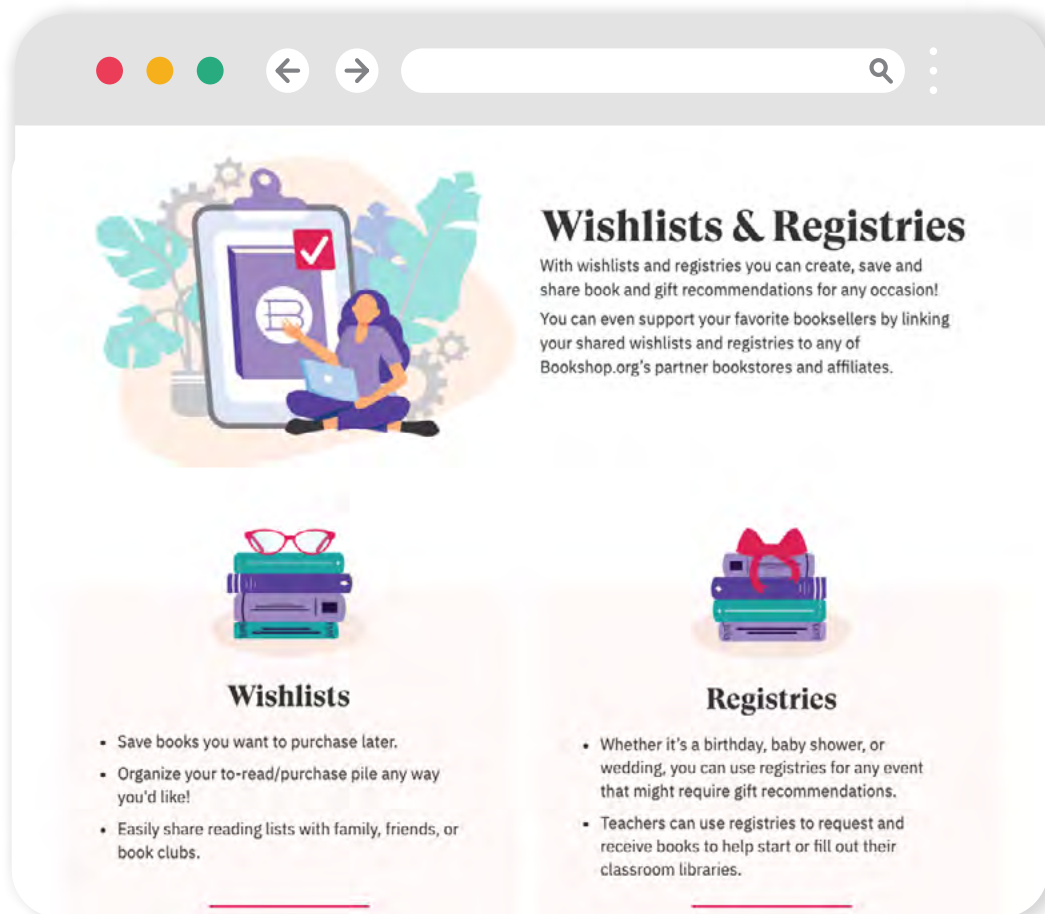 Wishlists & Registries
With wishlists and registries you can create, save and
share book and gift recommendations for any occasion!
You can even support your favorite booksellers by linking
your shared wishlists and registries to any of
Bookshop.org's partner bookstores and affiliates.
B
Wishlists
• Save books you want to purchase later.
• Organize your to-read/purchase pile any way
you'd like!
• Easily share reading lists with family, friends, or
book clubs.
Registries
• Whether it's a birthday, baby shower, or
wedding, you can use registries for any event
that might require gift recommendations.
• Teachers can use registries to request and
receive books to help start or fill out their
classroom libraries.